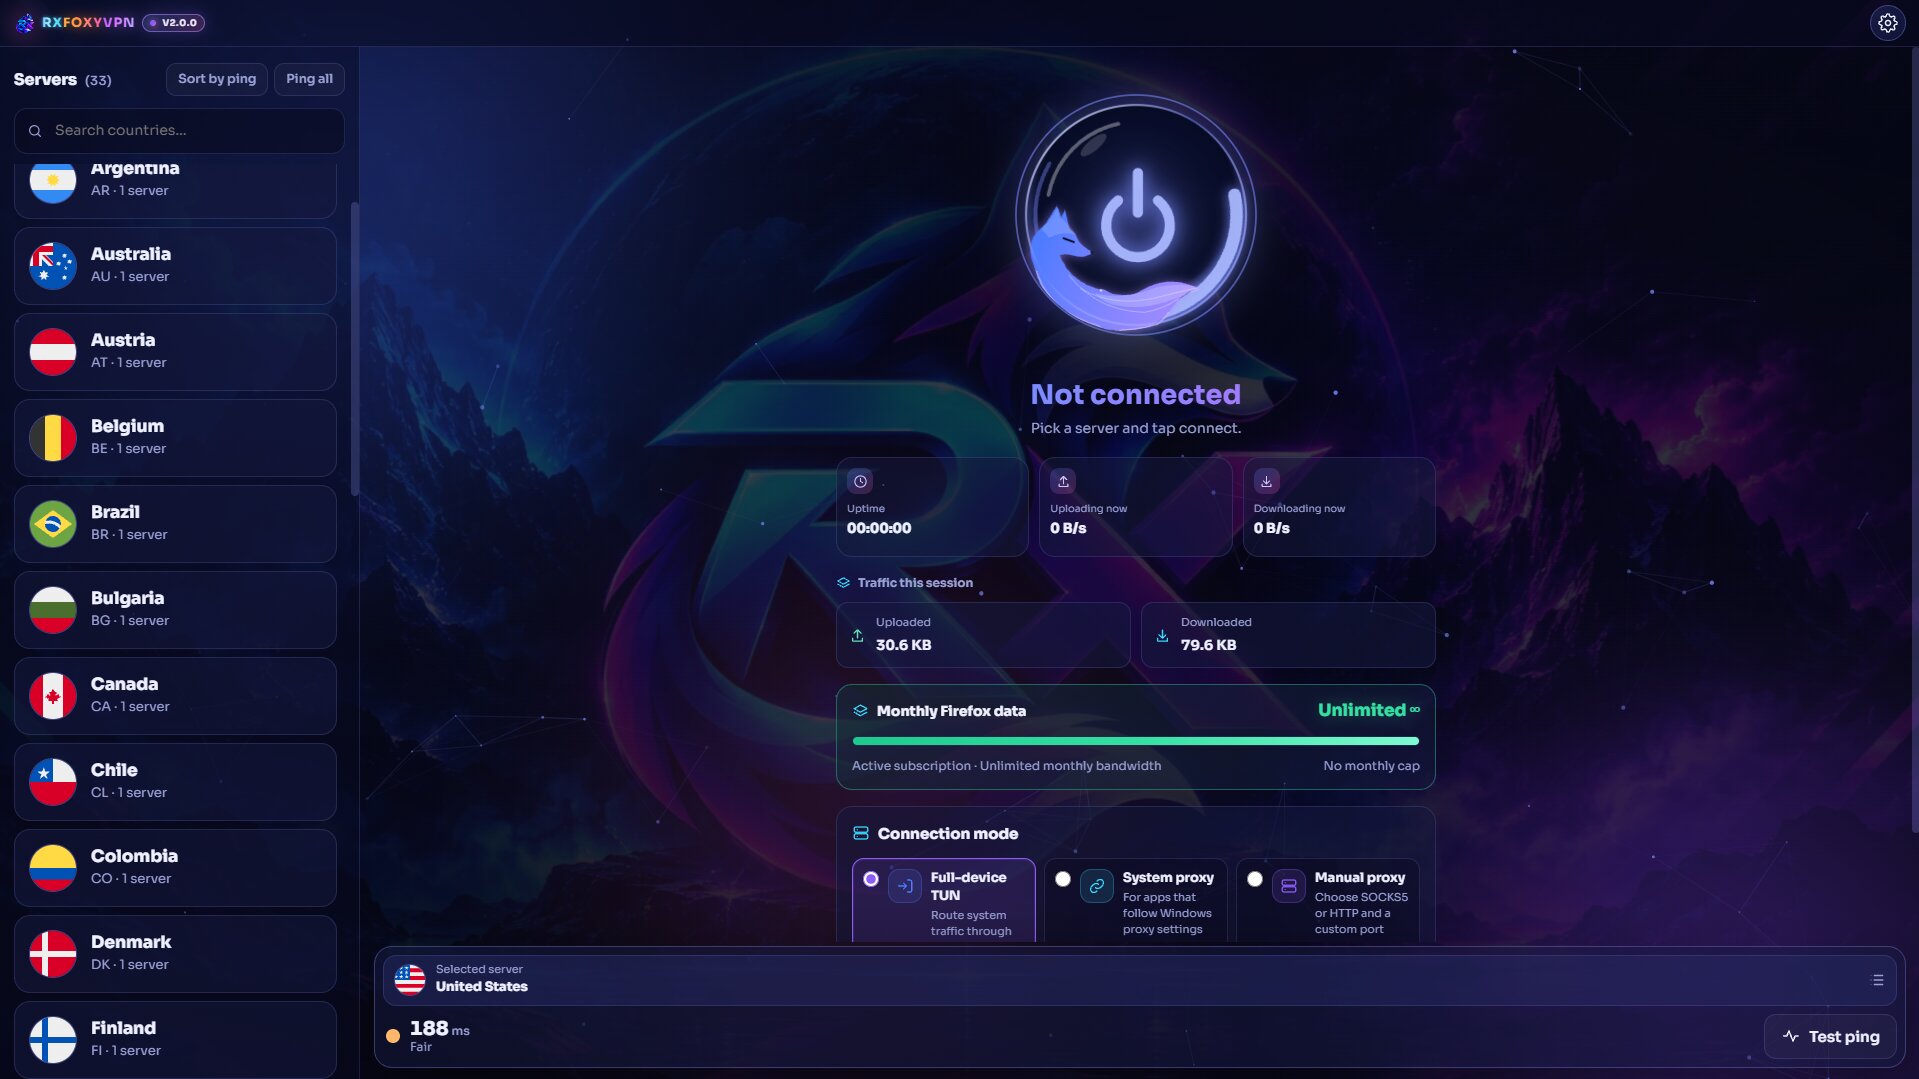 RXFOXYVPN
V2.0.0
Servers (33)
Sort by ping
Ping all
Search countries...
Argentina
AR · 1 server
Australia
AU · 1 server
Austria
AT · 1 server
Belgium
BE · 1 server
Brazil
BR · 1 server
Bulgaria
BG · 1 server
Canada
CA · 1 server
Chile
CL · 1 server
Colombia
CO · 1 server
Denmark
DK · 1 server
Finland
FI · 1 server
Not connected
Pick a server and tap connect.
Uptime
00:00:00
Uploading now
0 B/s
Downloading now
0 B/s
Traffic this session
Uploaded
30.6 KB
Downloaded
79.6 KB
Monthly Firefox data
Unlimited ∞
Active subscription · Unlimited monthly bandwidth
No monthly cap
Connection mode
Full-device
TUN
Route system
traffic through
System proxy
For apps that
follow Windows
proxy settings
Manual proxy
Choose SOCKS5
or HTTP and a
custom port
Selected server
United States
188 ms
Fair
Test ping